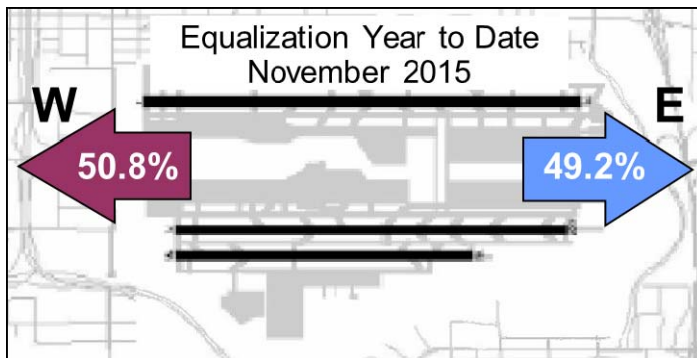 Equalization Year to Date
November 2015
W
E
50.8%
49.2%